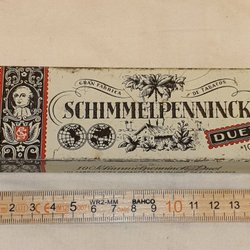 GRAN FABRICA DE TABACOS
SCHIMMELPENNINCK
DUE
10 Schimmelpenninck Duet
2 3 4 5 WR2-MM 6 7 BAHCO 8 9 10 11 12 13